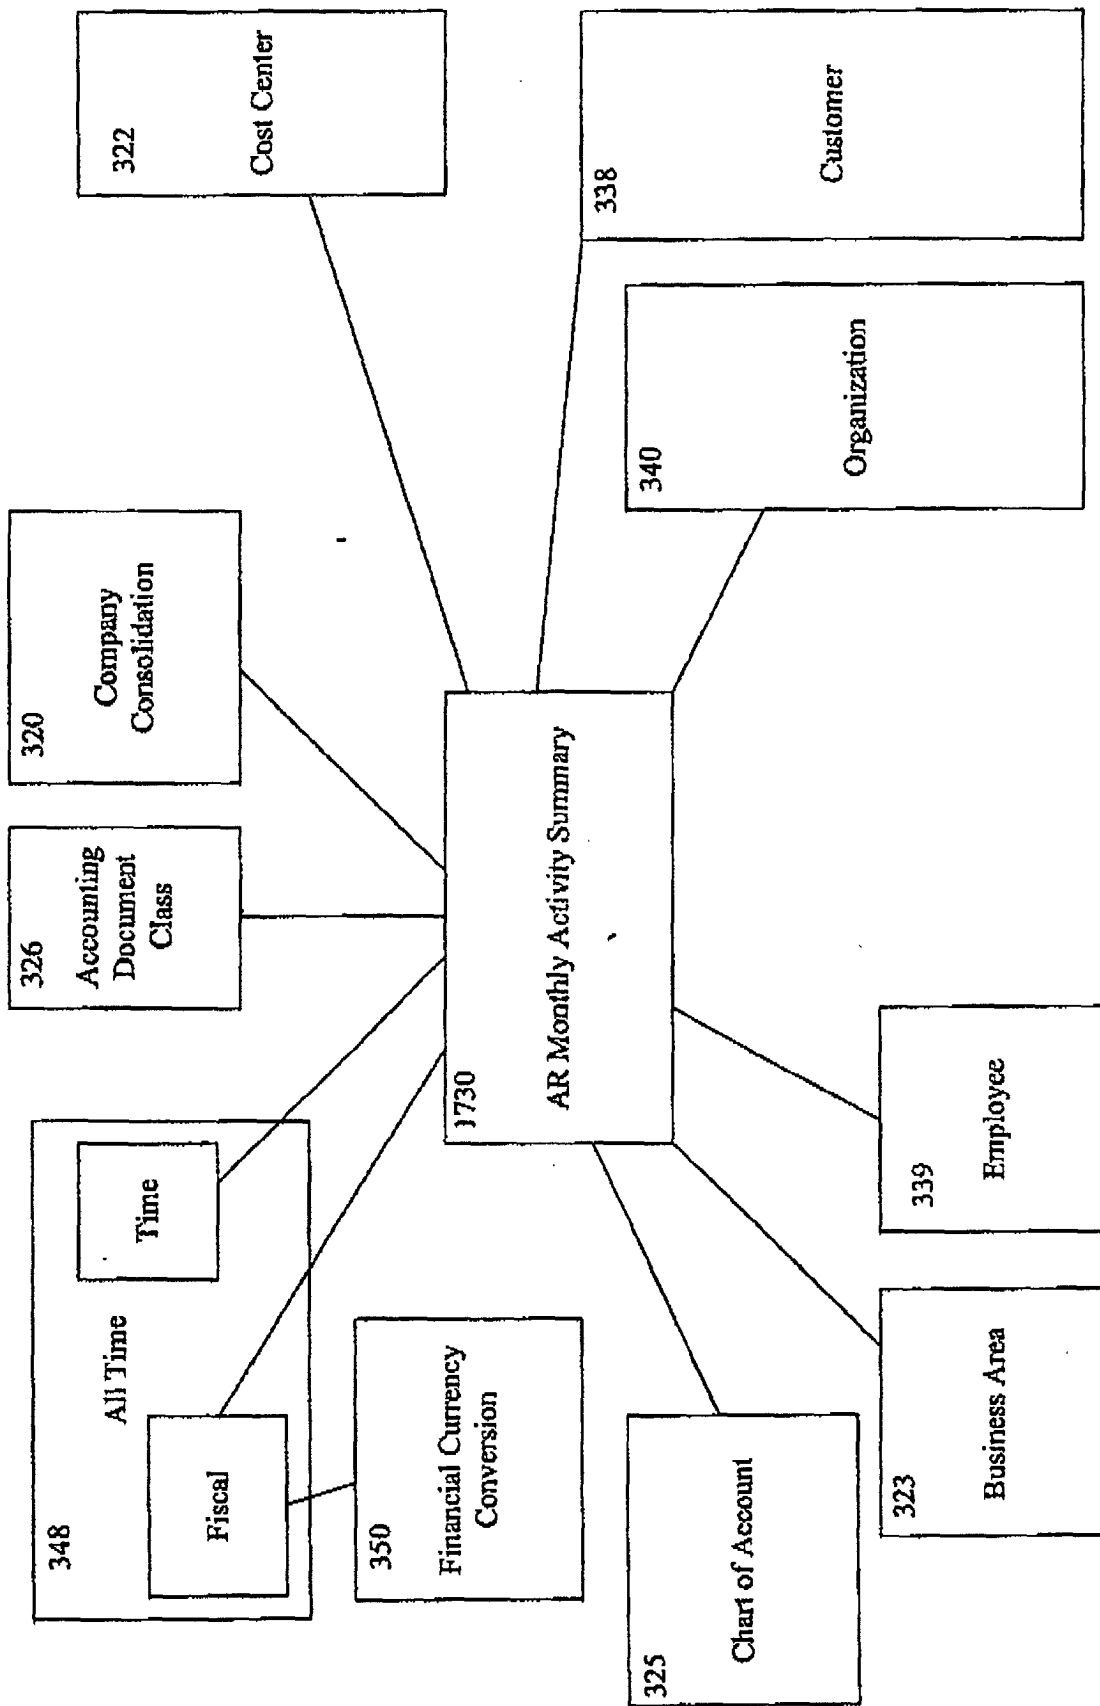 348
All Time
Time
Fiscal
326
Accounting
Document
Class
320
Company
Consolidation
322
Cost Center
350
Financial Currency
Conversion
1730
AR Monthly Activity Summary
338
Customer
340
Organization
325
Chart of Account
323
Business Area
339
Employee